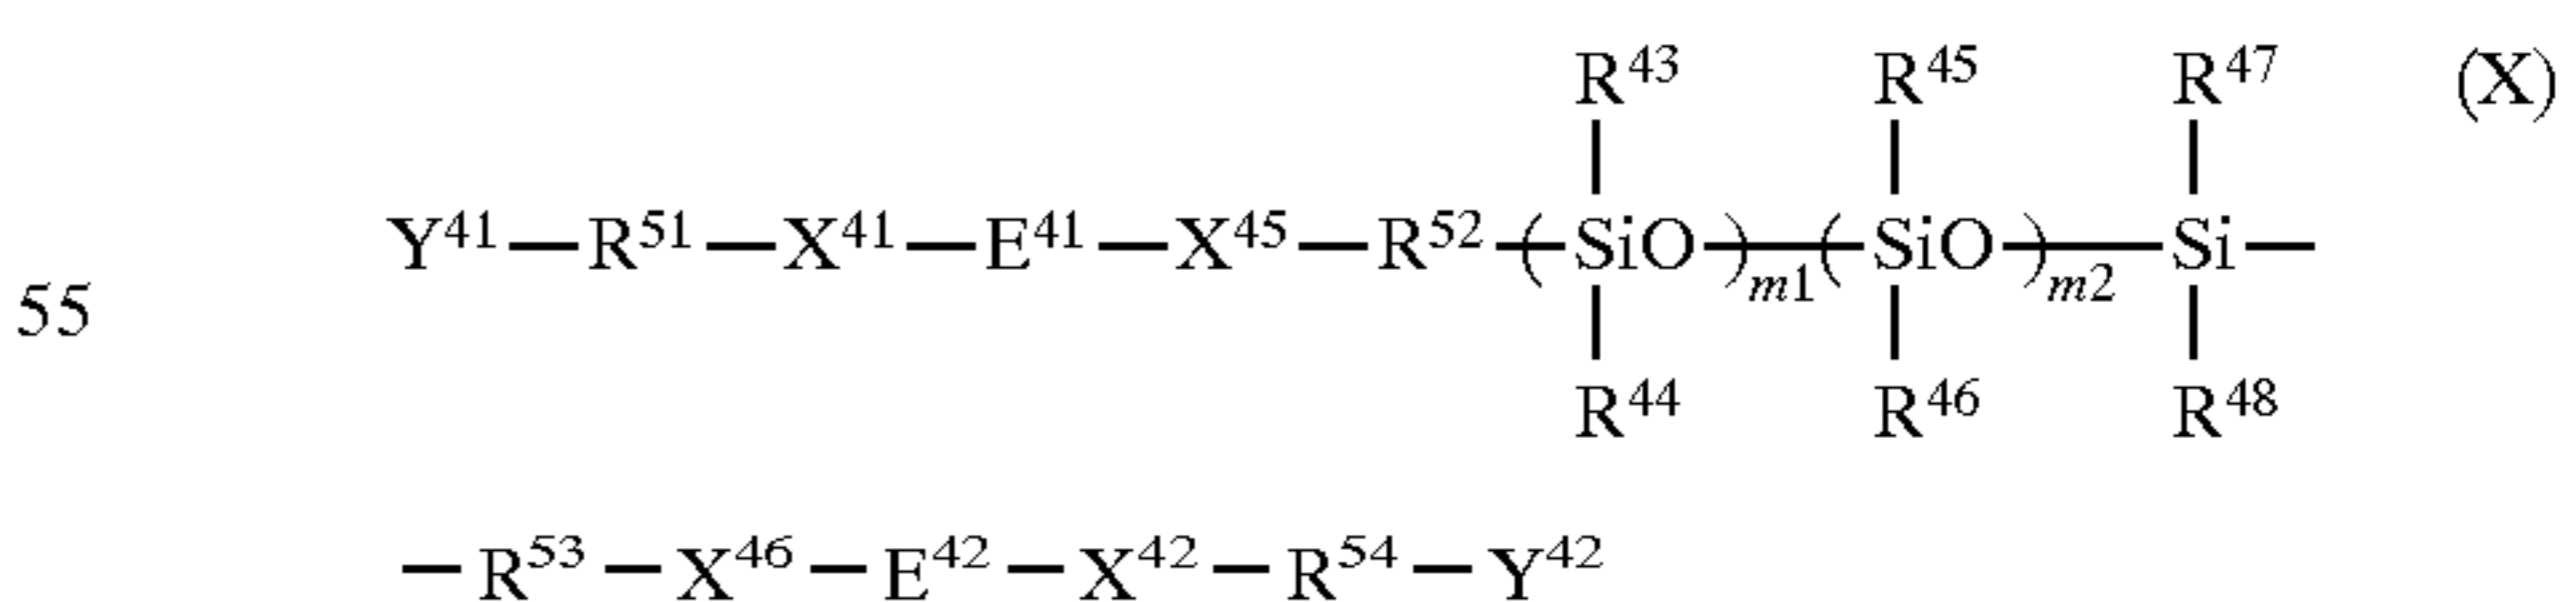 R⁴³ R⁴⁵ R⁴⁷ (X)
Y⁴¹—R⁵¹—X⁴¹—E⁴¹—X⁴⁵—R⁵²—(SiO)m1—(SiO)m2—Si—
55
R⁴⁴ R⁴⁶ R⁴⁸
—R⁵³—X⁴⁶—E⁴²—X⁴²—R⁵⁴—Y⁴²